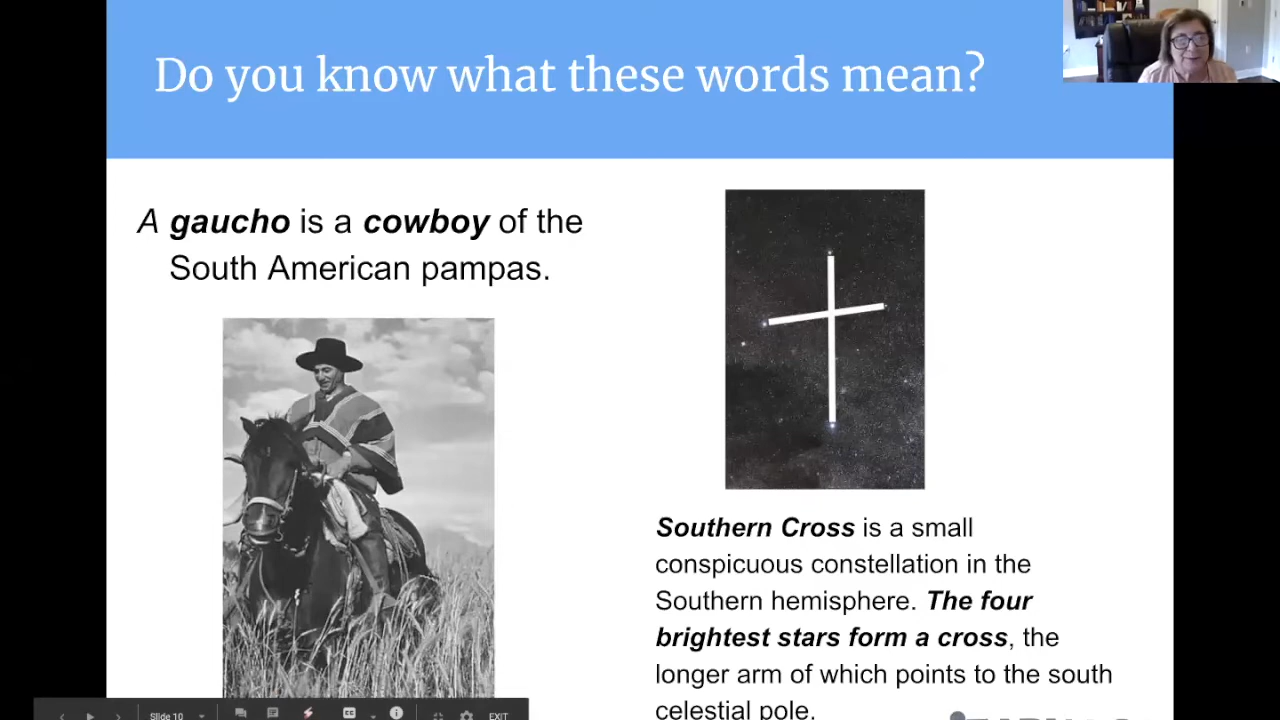 Do you know what these words mean?
A gaucho is a cowboy of the
South American pampas.
Southern Cross is a small
conspicuous constellation in the
Southern hemisphere. The four
brightest stars form a cross, the
longer arm of which points to the south
celestial pole.
Slide 10
CC
EXIT